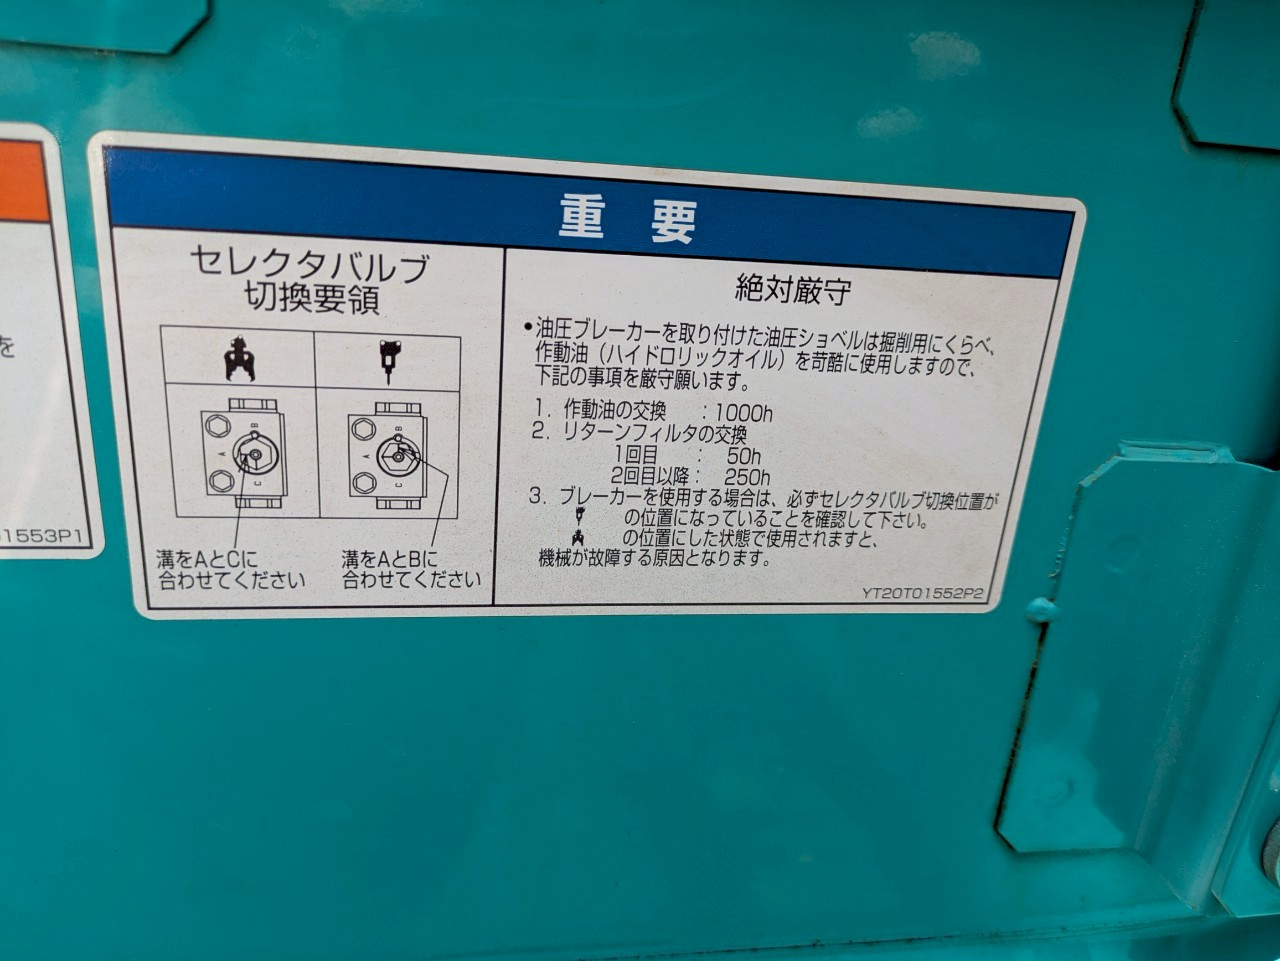 重要
セレクタバルブ
切換要領
B
A
C
B
A
C
溝をAとCに
合わせてください
溝をAとBに
合わせてください
絶対厳守
•油圧ブレーカーを取り付けた油圧ショベルは掘削用にくらべ、
作動油（ハイドロリックオイル）を苛酷に使用しますので、
下記の事項を厳守願います。
1. 作動油の交換 : 1000h
2. リターンフィルタの交換
1回目 : 50h
2回目以降: 250h
3. ブレーカーを使用する場合は、必ずセレクタバルブ切換位置が
の位置になっていることを確認して下さい。
の位置にした状態で使用されますと、
機械が故障する原因となります。
YT20T01552P2
を
01553P1